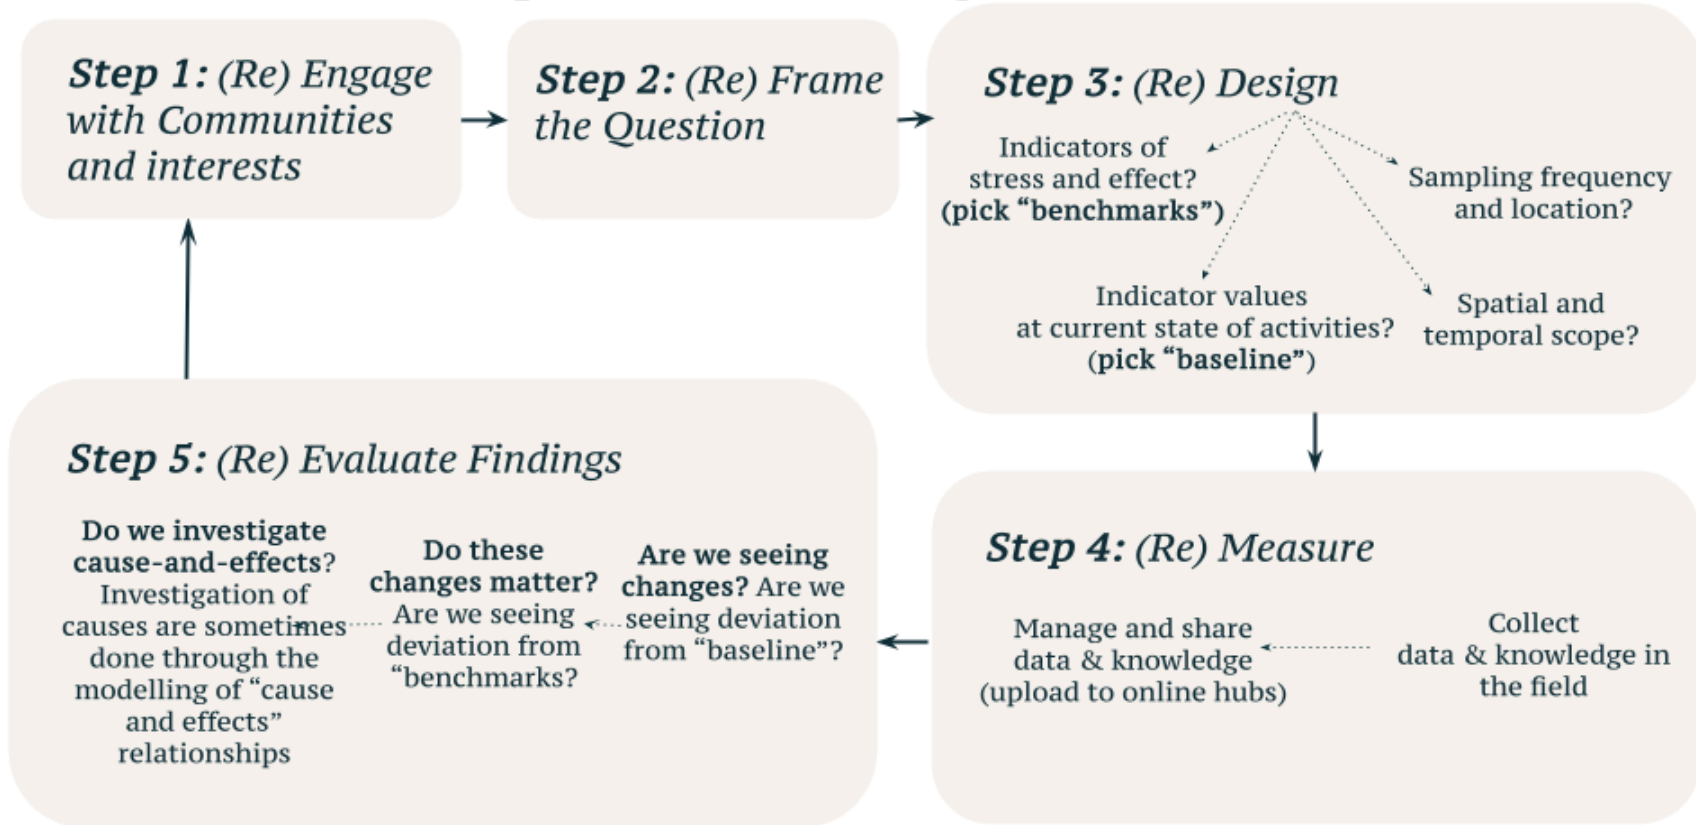 Step 1: (Re) Engage
with Communities
and interests
Step 2: (Re) Frame
the Question
Step 3: (Re) Design
Indicators of
stress and effect?
(pick “benchmarks”)
Sampling frequency
and location?
Indicator values
at current state of activities?
(pick “baseline”)
Spatial and
temporal scope?
Step 4: (Re) Measure
Collect
data & knowledge in
the field
Manage and share
data & knowledge
(upload to online hubs)
Step 5: (Re) Evaluate Findings
Are we seeing
changes? Are we
seeing deviation
from “baseline”?
Do these
changes matter?
Are we seeing
deviation from
“benchmarks?
Do we investigate
cause-and-effects?
Investigation of
causes are sometimes
done through the
modelling of “cause
and effects”
relationships